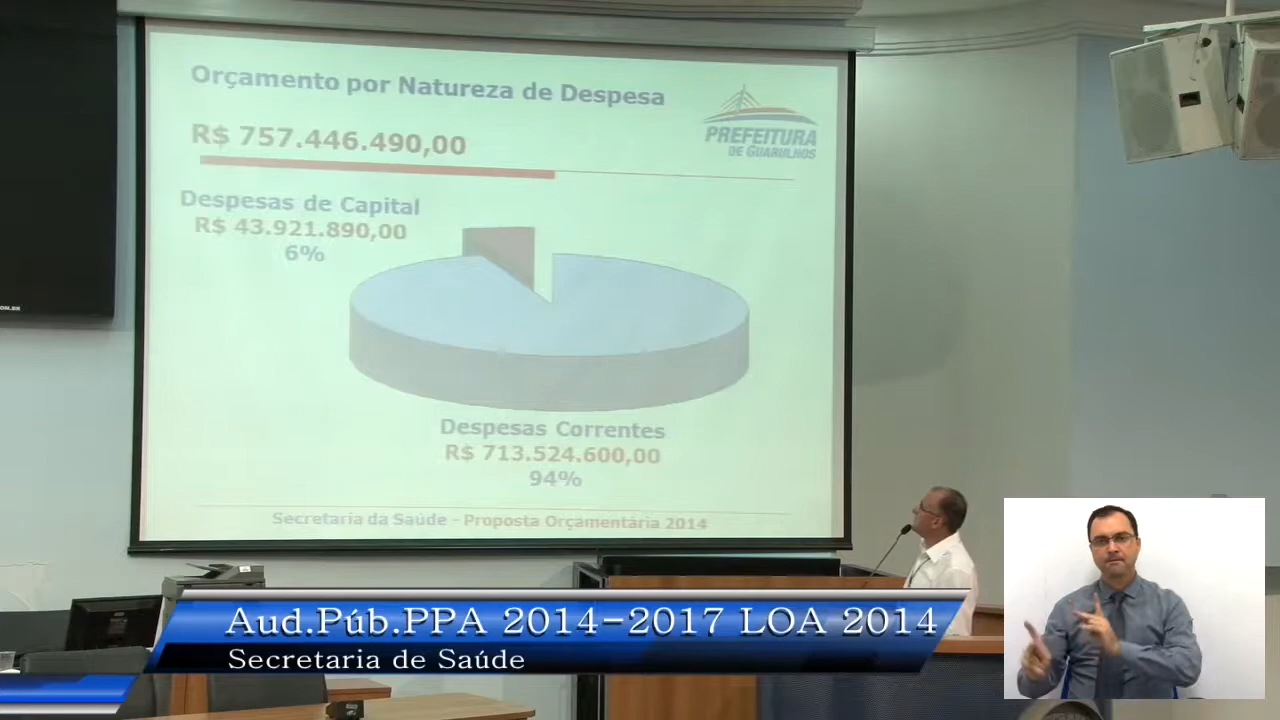 Orçamento por Natureza de Despesa
PREFEITURA
DE GUARULHOS
R$ 757.446.490,00
Despesas de Capital
R$ 43.921.890,00
6%
Despesas Correntes
R$ 713.524.600,00
94%
Secretaria da Saúde - Proposta Orçamentária 2014
Aud.Púb.PPA 2014-2017 LOA 2014
Secretaria de Saúde